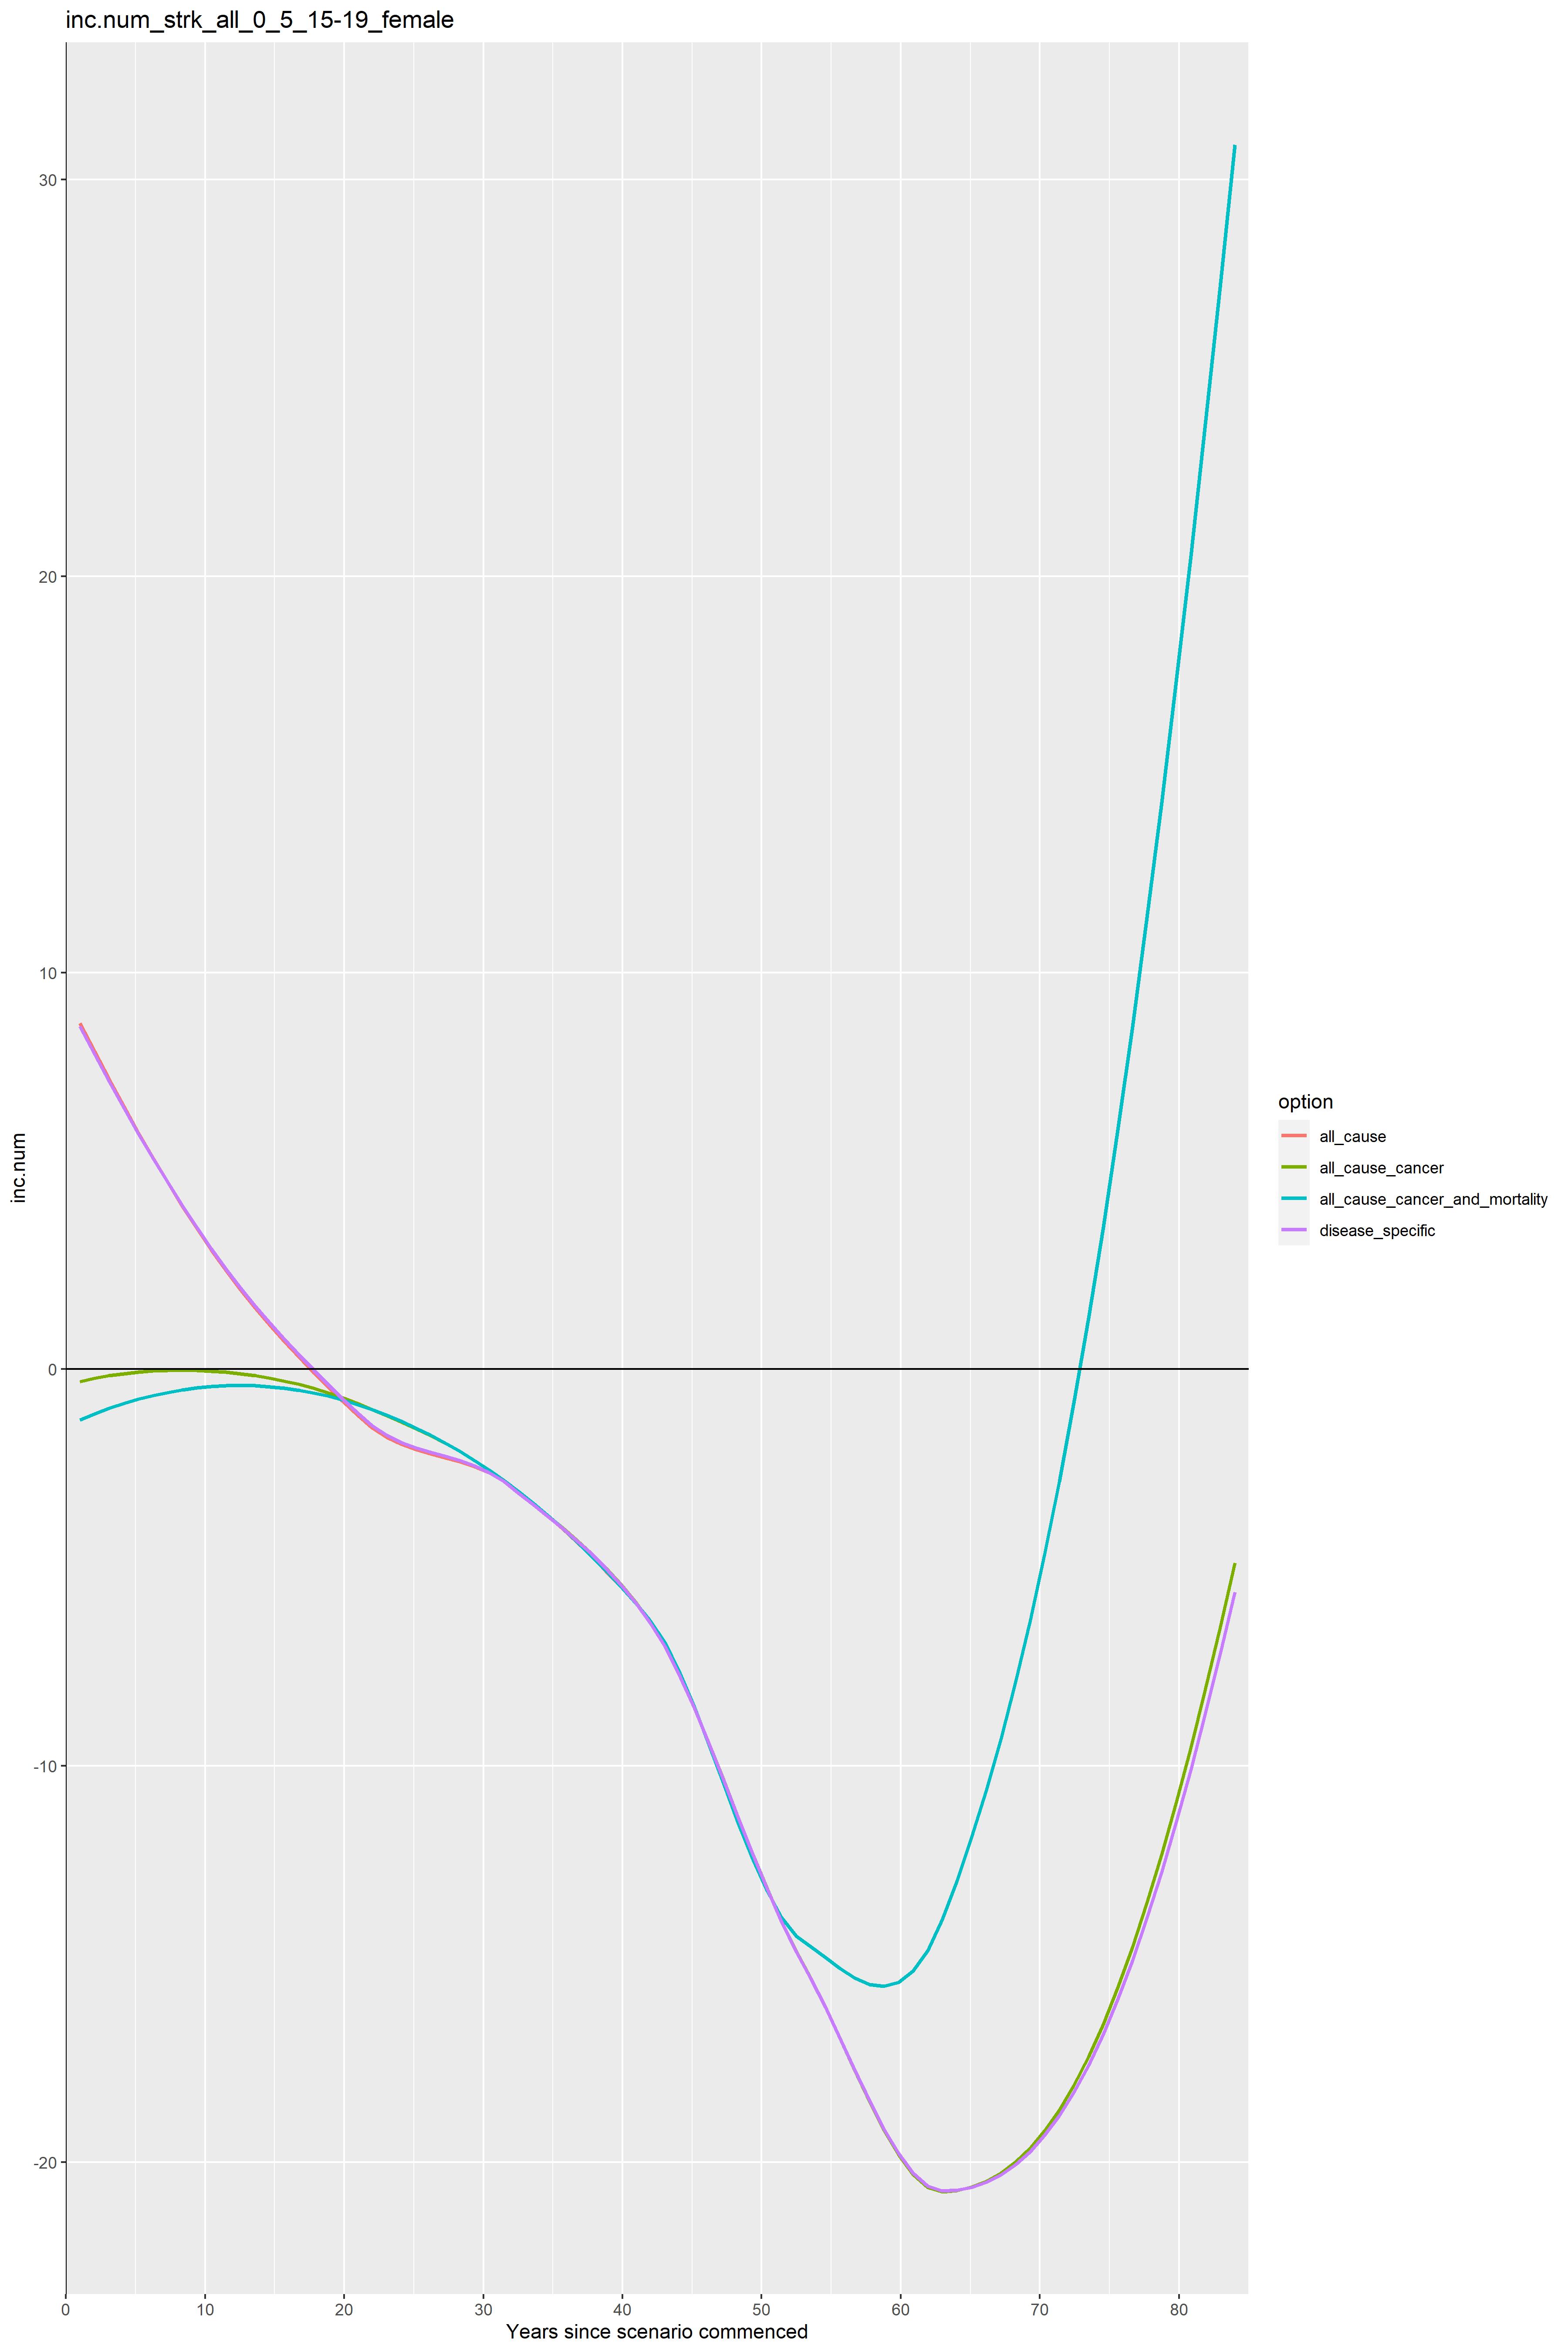 inc.num_strk_all_0_5_15-19_female
30
20
10
0
-10
-20
inc.num
0 10 20 30 40 50 60 70 80
Years since scenario commenced
option
all_cause
all_cause_cancer
all_cause_cancer_and_mortality
disease_specific